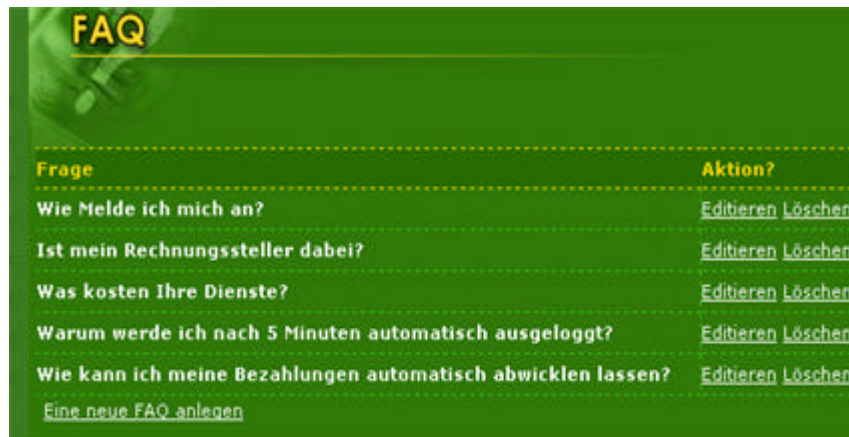 FAQ
Frage Aktion?
Wie Melde ich mich an? Editieren Löschen
Ist mein Rechnungssteller dabei? Editieren Löschen
Was kosten Ihre Dienste? Editieren Löschen
Warum werde ich nach 5 Minuten automatisch ausgeloggt? Editieren Löschen
Wie kann ich meine Bezahlungen automatisch abwicklen lassen? Editieren Löschen
Eine neue FAQ anlegen